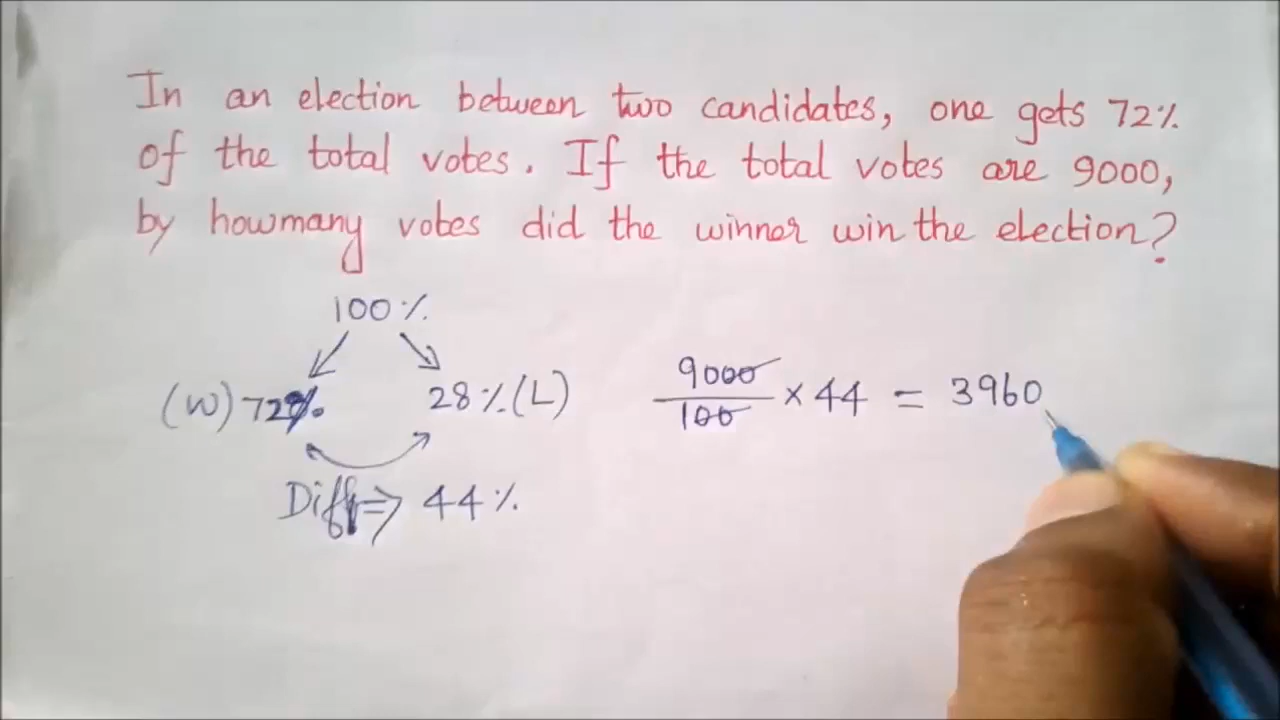 In an election between two candidates, one gets 72%
of the total votes. If the total votes are 9000,
by howmany votes did the winner win the election?
100%
(W) 72% 28% (L)
Diff => 44%
9000/100 × 44 = 3960